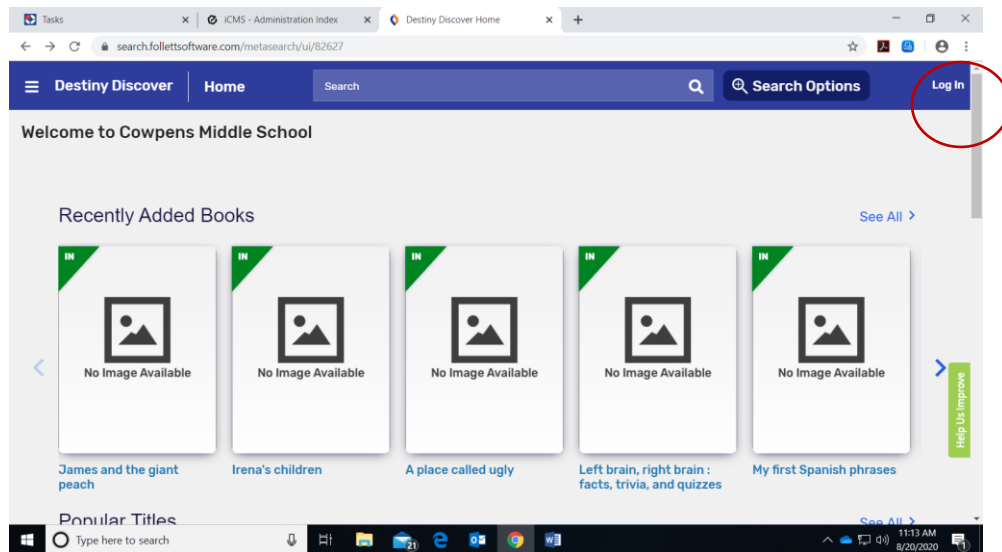 Tasks
iCMS - Administration Index
Destiny Discover Home
search.follettsoftware.com/metasearch/ui/82627
Destiny Discover
Home
Search
Search Options
Log In
Welcome to Cowpens Middle School
Recently Added Books
See All >
IN
IN
IN
IN
IN
No Image Available
No Image Available
No Image Available
No Image Available
No Image Available
Help Us Improve
James and the giant
peach
Irena's children
A place called ugly
Left brain, right brain :
facts, trivia, and quizzes
My first Spanish phrases
Popular Titles
See All >
Type here to search
21
11:13 AM
8/20/2020
1